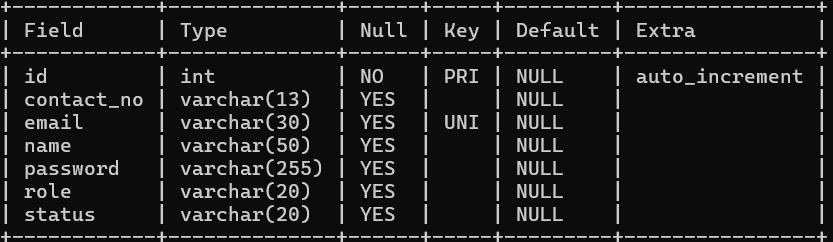 +------------+--------------+------+-----+---------+----------------+
| Field      | Type         | Null | Key | Default | Extra          |
+------------+--------------+------+-----+---------+----------------+
| id         | int          | NO   | PRI | NULL    | auto_increment |
| contact_no | varchar(13)  | YES  |     | NULL    |                |
| email      | varchar(30)  | YES  | UNI | NULL    |                |
| name       | varchar(50)  | YES  |     | NULL    |                |
| password   | varchar(255) | YES  |     | NULL    |                |
| role       | varchar(20)  | YES  |     | NULL    |                |
| status     | varchar(20)  | YES  |     | NULL    |                |
+------------+--------------+------+-----+---------+----------------+